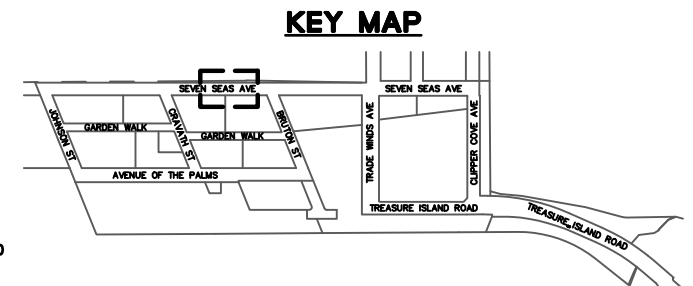 KEY MAP
SEVEN SEAS AVE
SEVEN SEAS AVE
JOHNSON ST
GARDEN WALK
CRAVATH ST
GARDEN WALK
BRUTON ST
TRADE WINDS AVE
CLIPPER COVE AVE
AVENUE OF THE PALMS
TREASURE ISLAND ROAD
TREASURE ISLAND ROAD